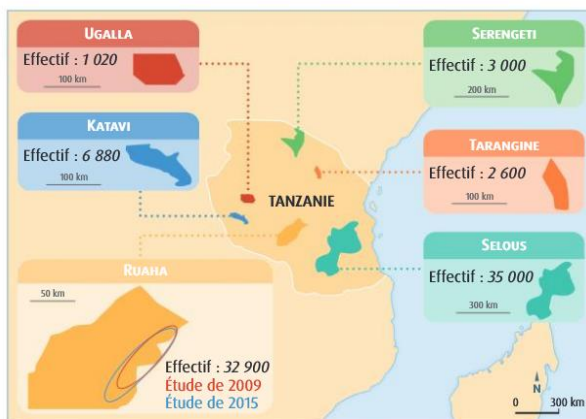 UGALLA
Effectif : 1 020
100 km
KATAVI
Effectif : 6 880
100 km
RUAHA
50 km
Effectif : 32 900
Étude de 2009
Étude de 2015
TANZANIE
SERENGETI
Effectif : 3 000
200 km
TARANGINE
Effectif : 2 600
100 km
SELOUS
Effectif : 35 000
300 km
N
0 300 km